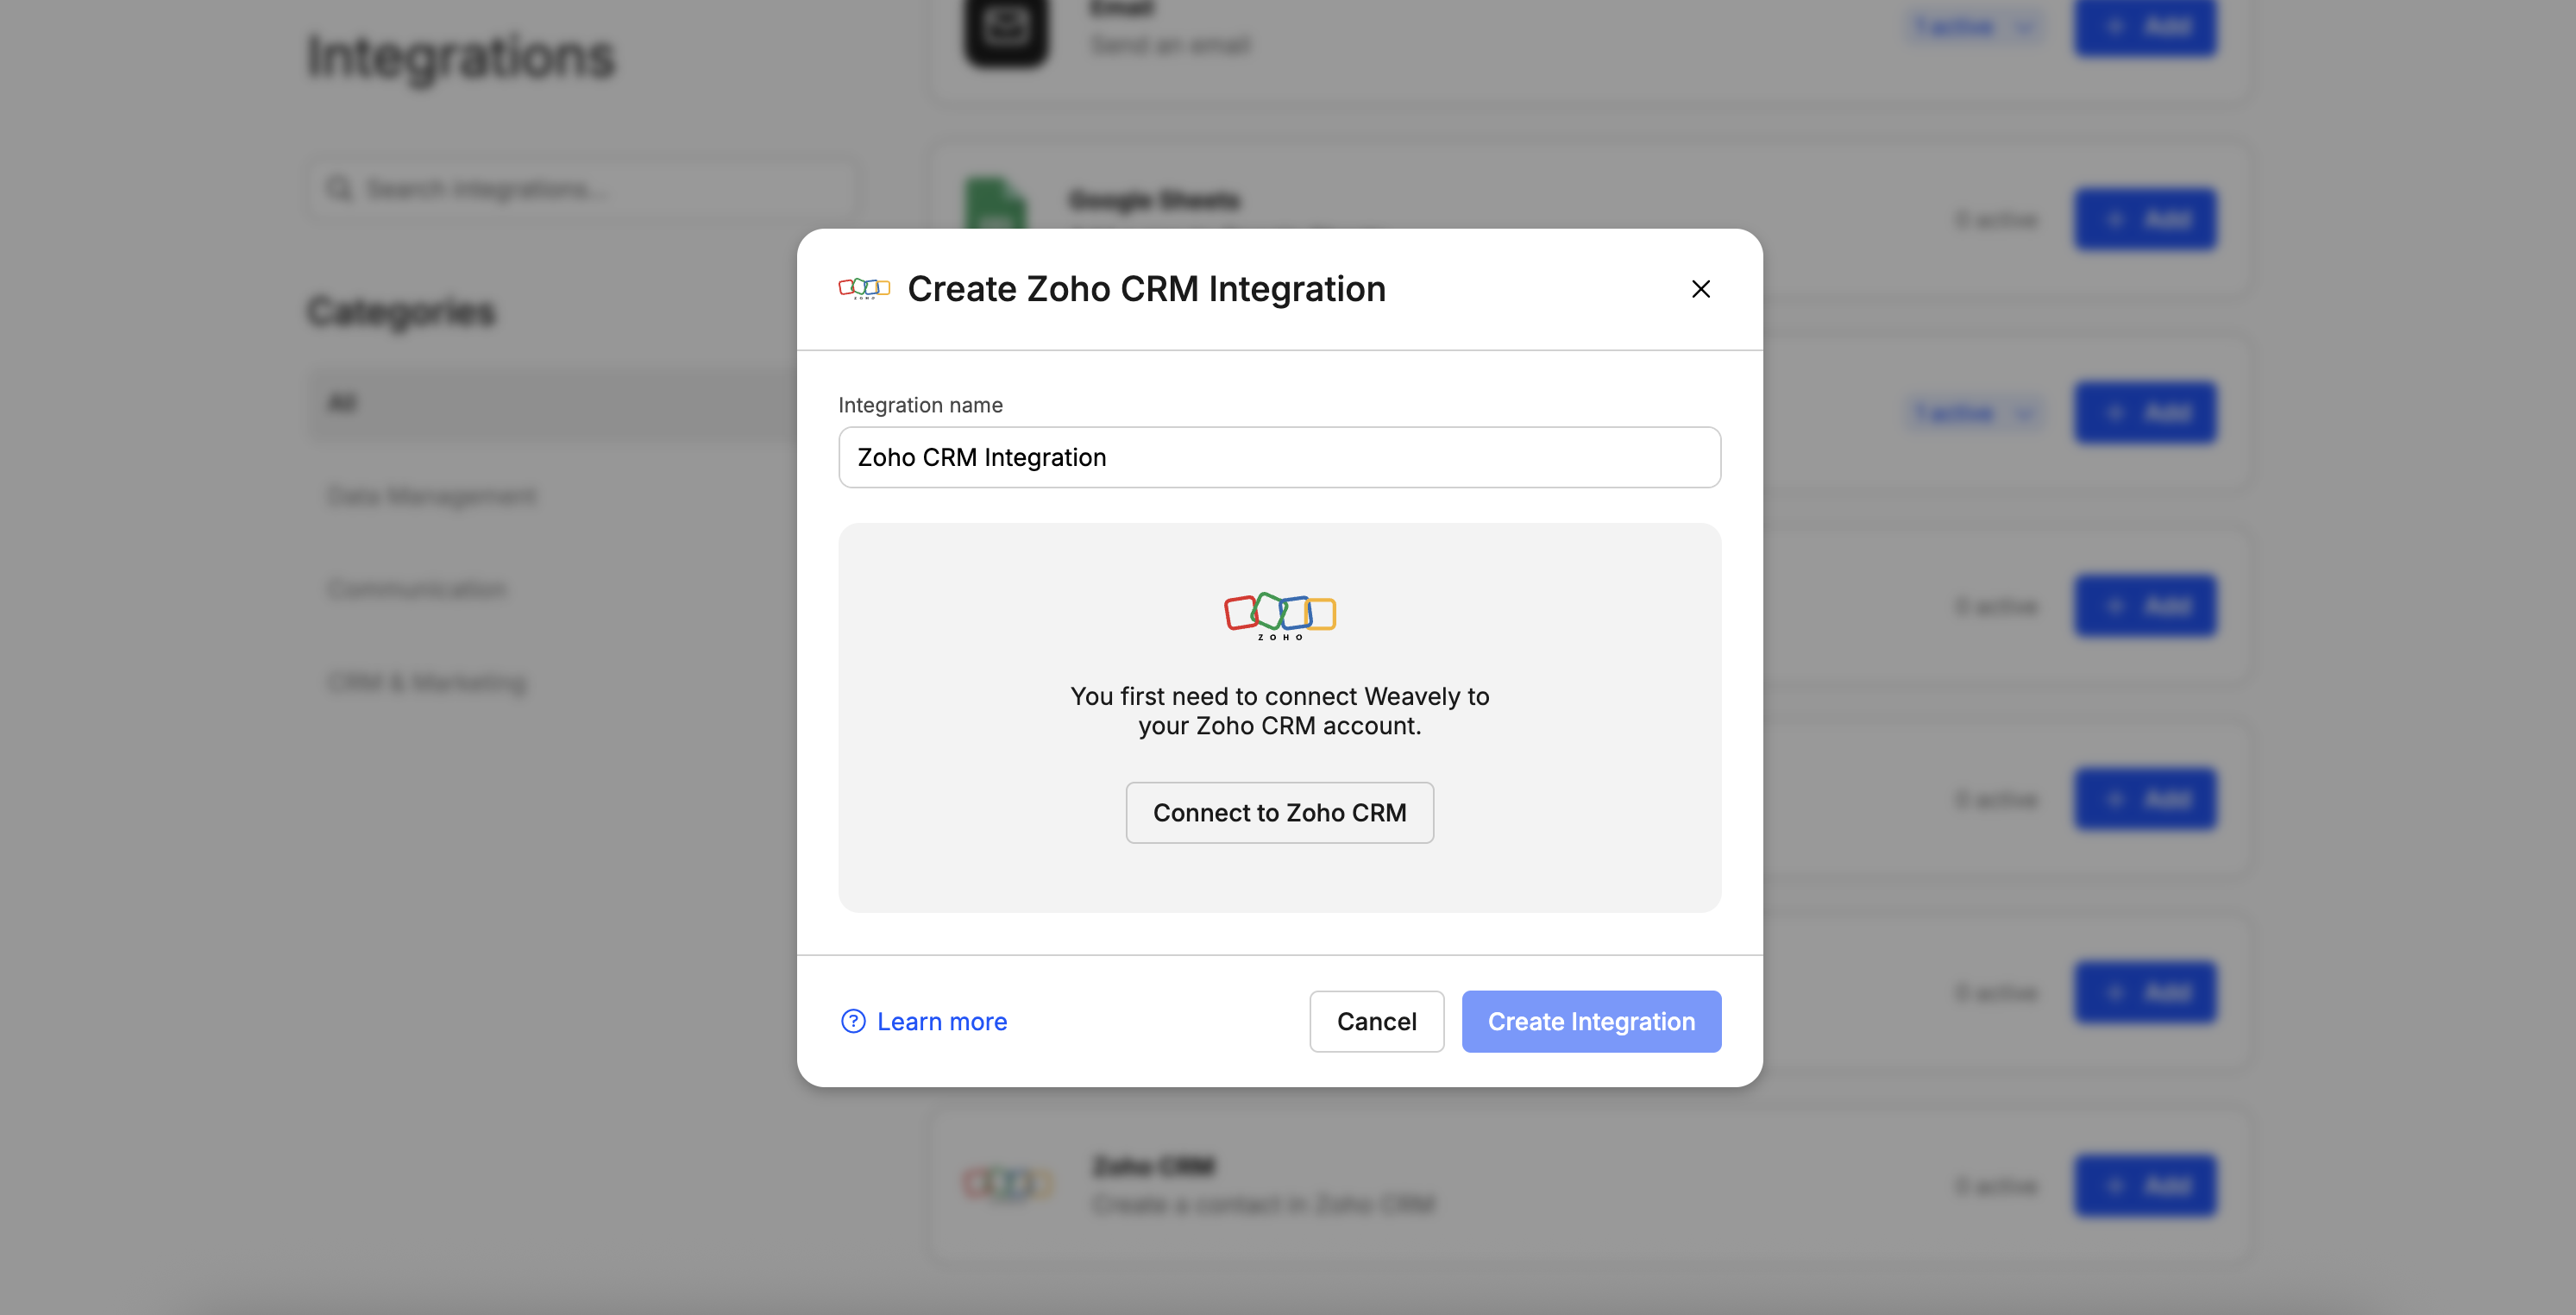 Integrations
Search integrations...
Categories
All
Data Management
Communication
CRM & Marketing
Email
Send an email
1 active
Add
Google Sheets
0 active
Add
1 active
Add
0 active
Add
0 active
Add
0 active
Add
Zoho CRM
Create a contact in Zoho CRM
0 active
Add
ZOHO
Create Zoho CRM Integration
Integration name
Zoho CRM Integration
ZOHO
You first need to connect Weavely to
your Zoho CRM account.
Connect to Zoho CRM
Learn more
Cancel
Create Integration